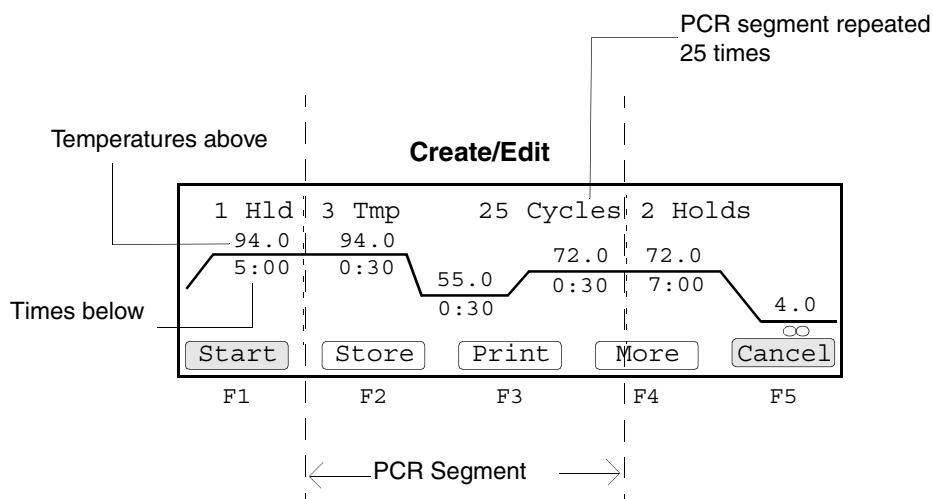 PCR segment repeated
25 times
Temperatures above
Create/Edit
1 Hld 3 Tmp 25 Cycles 2 Holds
94.0 94.0 72.0 72.0
5:00 0:30 55.0 0:30 7:00
0:30 4.0
Times below ∞
Start Store Print More Cancel
F1 F2 F3 F4 F5
PCR Segment